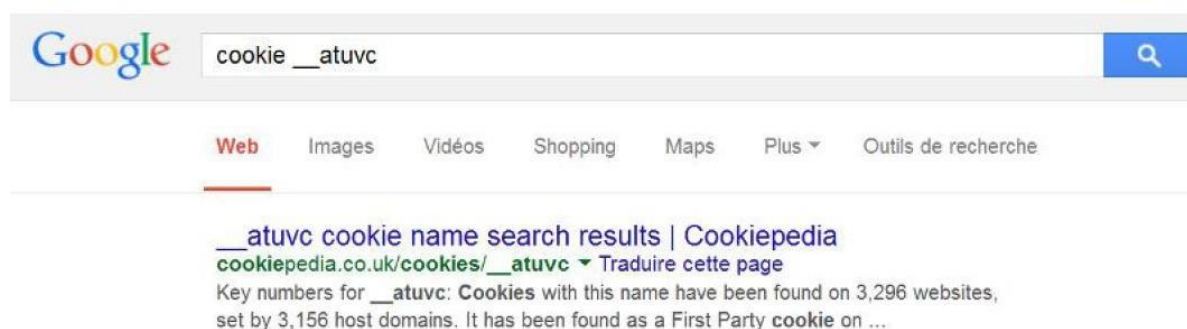 Google cookie __atuvc
Web Images Vidéos Shopping Maps Plus Outils de recherche
__atuvc cookie name search results | Cookiepedia
cookiepedia.co.uk/cookies/__atuvc Traduire cette page
Key numbers for __atuvc: Cookies with this name have been found on 3,296 websites,
set by 3,156 host domains. It has been found as a First Party cookie on ...